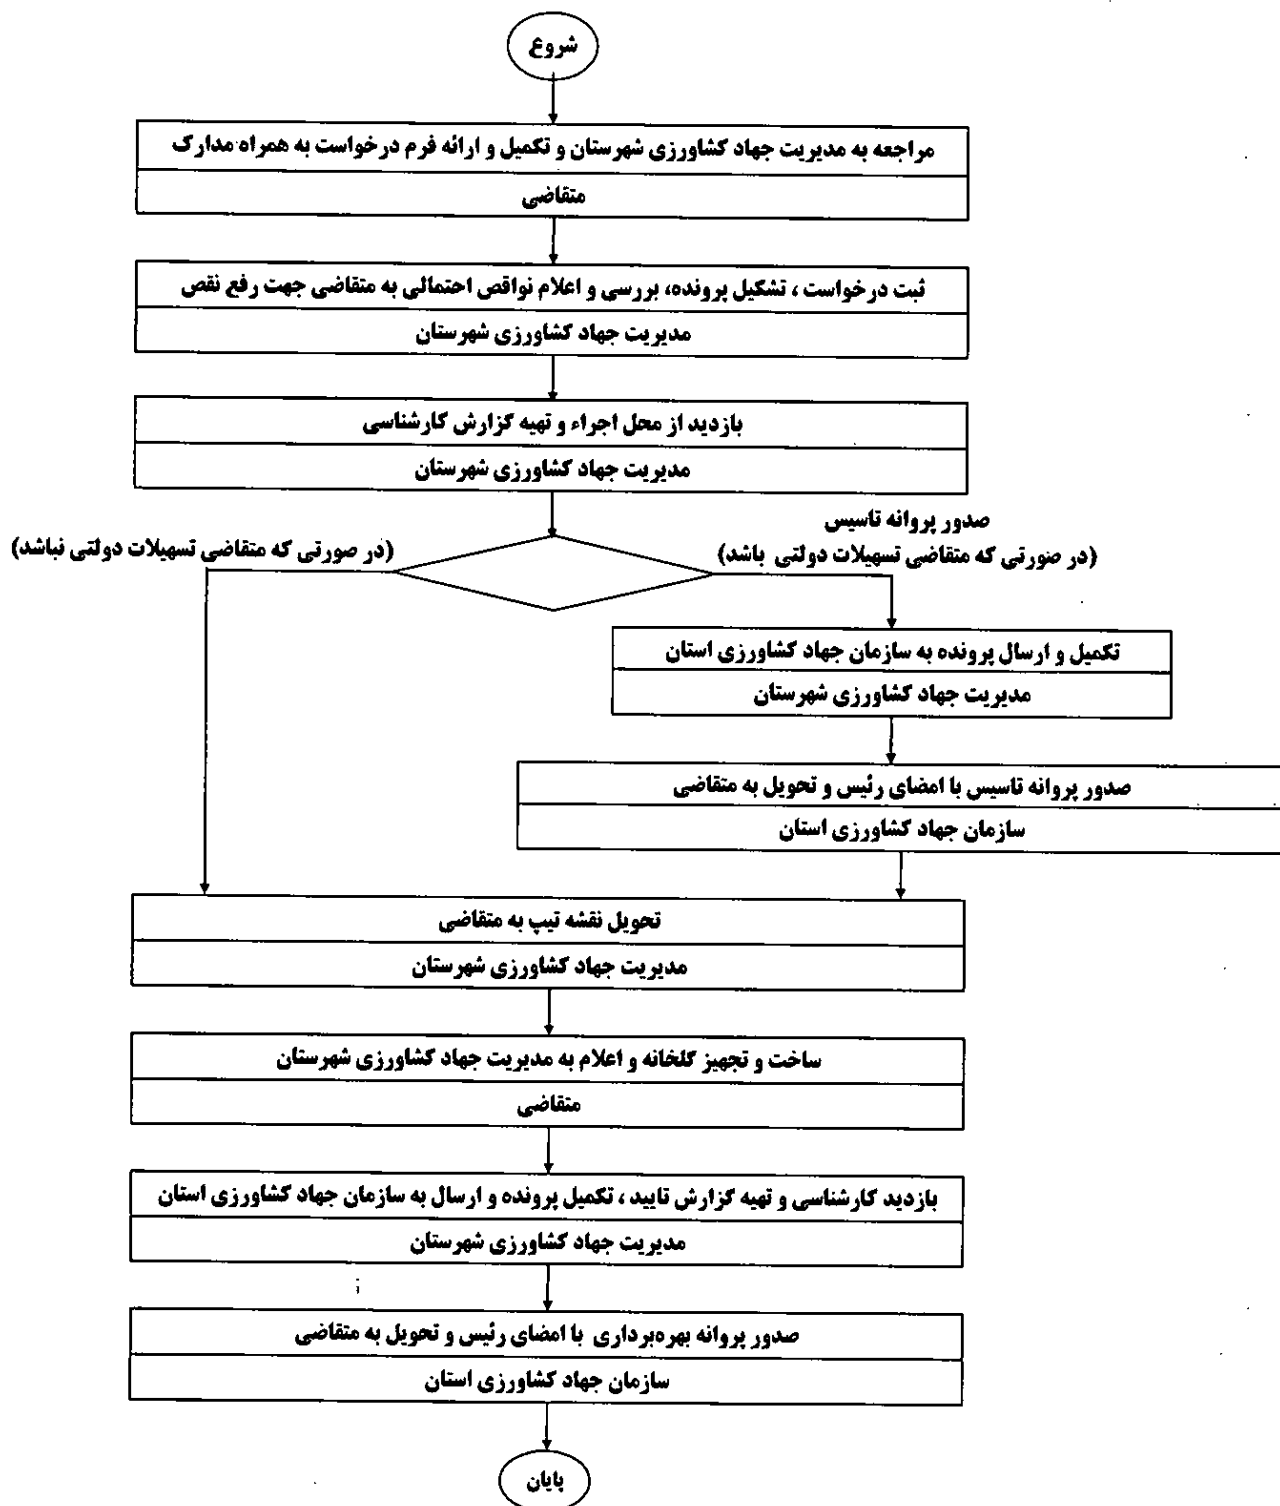 شروع
مراجعه به مدیریت جهاد کشاورزی شهرستان و تکمیل و ارائه فرم درخواست به همراه مدارک
متقاضی
ثبت درخواست ، تشکیل پرونده، بررسی و اعلام نواقص احتمالی به متقاضی جهت رفع نقص
مدیریت جهاد کشاورزی شهرستان
بازدید از محل اجراء و تهیه گزارش کارشناسی
مدیریت جهاد کشاورزی شهرستان
صدور پروانه تاسیس
(در صورتی که متقاضی تسهیلات دولتی باشد)
(در صورتی که متقاضی تسهیلات دولتی نباشد)
تکمیل و ارسال پرونده به سازمان جهاد کشاورزی استان
مدیریت جهاد کشاورزی شهرستان
صدور پروانه تاسیس با امضای رئیس و تحویل به متقاضی
سازمان جهاد کشاورزی استان
تحویل نقشه تیپ به متقاضی
مدیریت جهاد کشاورزی شهرستان
ساخت و تجهیز گلخانه و اعلام به مدیریت جهاد کشاورزی شهرستان
متقاضی
بازدید کارشناسی و تهیه گزارش تایید ، تکمیل پرونده و ارسال به سازمان جهاد کشاورزی استان
مدیریت جهاد کشاورزی شهرستان
صدور پروانه بهره‌برداری با امضای رئیس و تحویل به متقاضی
سازمان جهاد کشاورزی استان
پایان